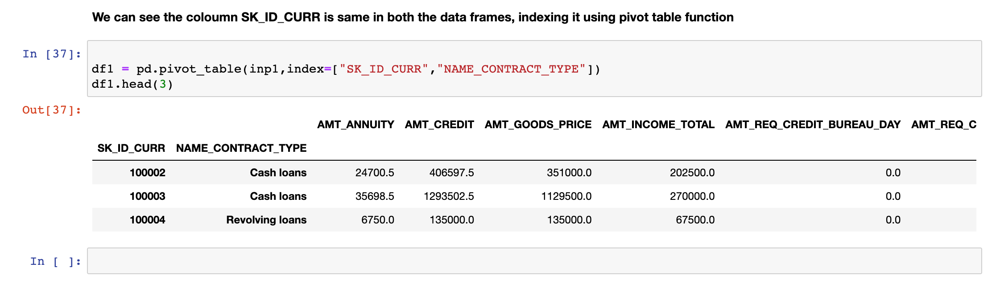 We can see the coloumn SK_ID_CURR is same in both the data frames, indexing it using pivot table function
In [37]:
df1 = pd.pivot_table(inp1,index=["SK_ID_CURR","NAME_CONTRACT_TYPE"])
df1.head(3)
Out[37]:
AMT_ANNUITY AMT_CREDIT AMT_GOODS_PRICE AMT_INCOME_TOTAL AMT_REQ_CREDIT_BUREAU_DAY AMT_REQ_C
SK_ID_CURR NAME_CONTRACT_TYPE
100002 Cash loans 24700.5 406597.5 351000.0 202500.0 0.0
100003 Cash loans 35698.5 1293502.5 1129500.0 270000.0 0.0
100004 Revolving loans 6750.0 135000.0 135000.0 67500.0 0.0
In [ ]: